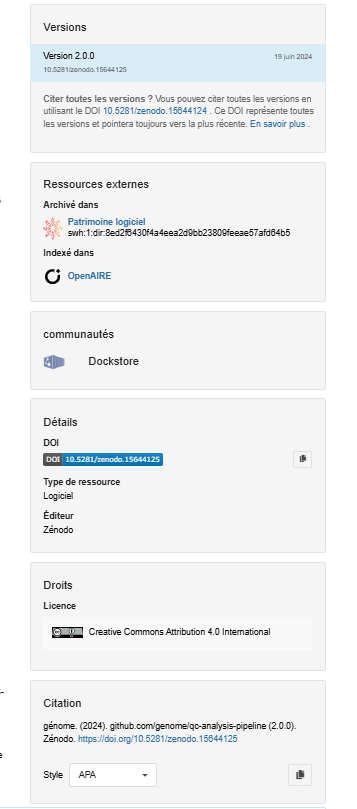 Versions
Version 2.0.0
19 juin 2024
10.5281/zenodo.15644125
Citer toutes les versions ? Vous pouvez citer toutes les versions en
utilisant le DOI 10.5281/zenodo.15644124 . Ce DOI représente toutes
les versions et pointera toujours vers la plus récente. En savoir plus .
Ressources externes
Archivé dans
Patrimoine logiciel
swh:1:dir:8ed2f6430f4a4eea2d9bb23809feeae57afd64b5
Indexé dans
OpenAIRE
communautés
Dockstore
Détails
DOI
DOI 10.5281/zenodo.15644125
Type de ressource
Logiciel
Éditeur
Zénodo
Droits
Licence
Creative Commons Attribution 4.0 International
Citation
génome. (2024). github.com/genome/qc-analysis-pipeline (2.0.0).
Zénodo. https://doi.org/10.5281/zenodo.15644125
Style APA